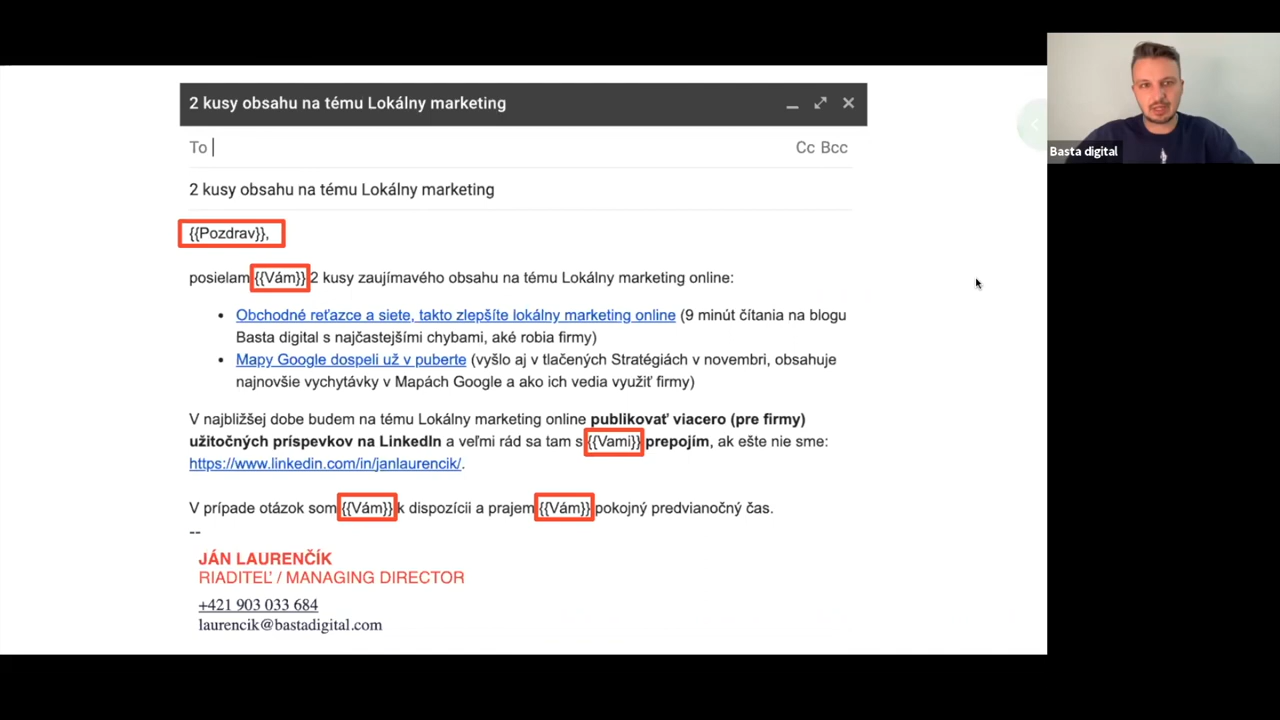 2 kusy obsahu na tému Lokálny marketing
To
Cc Bcc
2 kusy obsahu na tému Lokálny marketing
{{Pozdrav}},
posielam {{Vám}} 2 kusy zaujímavého obsahu na tému Lokálny marketing online:
• Obchodné reťazce a siete, takto zlepšíte lokálny marketing online (9 minút čítania na blogu
Basta digital s najčastejšími chybami, aké robia firmy)
• Mapy Google dospeli už v puberte (vyšlo aj v tlačených Stratégiách v novembri, obsahuje
najnovšie vychytávky v Mapách Google a ako ich vedia využiť firmy)
V najbližšej dobe budem na tému Lokálny marketing online publikovať viacero (pre firmy)
užitočných príspevkov na LinkedIn a veľmi rád sa tam s {{Vami}} prepojím, ak ešte nie sme:
https://www.linkedin.com/in/janlaurencik/.
V prípade otázok som {{Vám}} k dispozícii a prajem {{Vám}} pokojný predvianočný čas.
--
JÁN LAURENČÍK
RIADITEĽ / MANAGING DIRECTOR
+421 903 033 684
laurencik@bastadigital.com
Basta digital